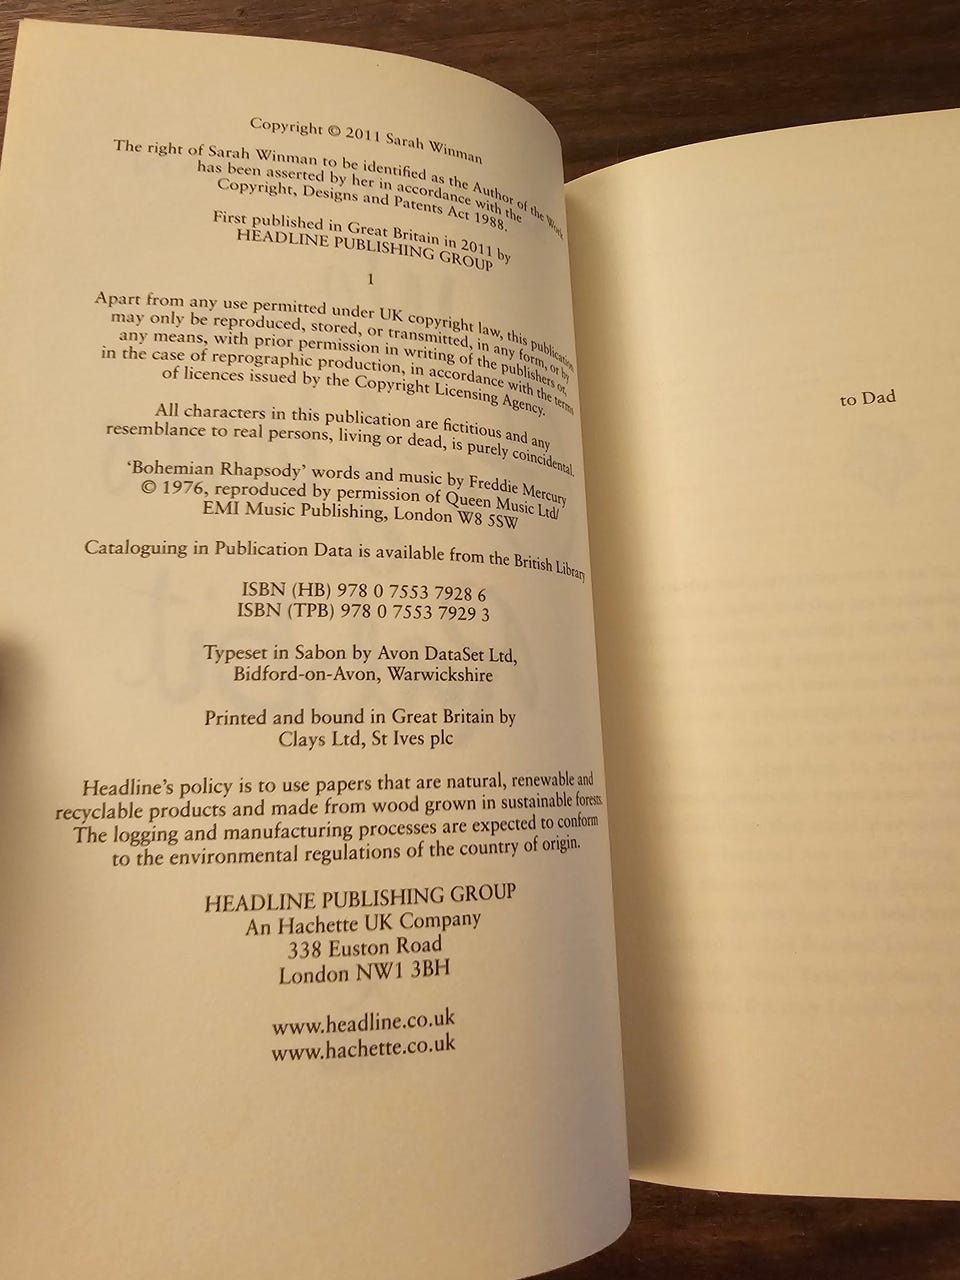 Copyright © 2011 Sarah Winman
The right of Sarah Winman to be identified as the Author of the Work
has been asserted by her in accordance with the
Copyright, Designs and Patents Act 1988.
First published in Great Britain in 2011 by
HEADLINE PUBLISHING GROUP
1
Apart from any use permitted under UK copyright law, this publication
may only be reproduced, stored, or transmitted, in any form, or by
any means, with prior permission in writing of the publishers or,
in the case of reprographic production, in accordance with the terms
of licences issued by the Copyright Licensing Agency.
All characters in this publication are fictitious and any
resemblance to real persons, living or dead, is purely coincidental.
‘Bohemian Rhapsody’ words and music by Freddie Mercury
© 1976, reproduced by permission of Queen Music Ltd/
EMI Music Publishing, London W8 5SW
Cataloguing in Publication Data is available from the British Library
ISBN (HB) 978 0 7553 7928 6
ISBN (TPB) 978 0 7553 7929 3
Typeset in Sabon by Avon DataSet Ltd,
Bidford-on-Avon, Warwickshire
Printed and bound in Great Britain by
Clays Ltd, St Ives plc
Headline’s policy is to use papers that are natural, renewable and
recyclable products and made from wood grown in sustainable forests.
The logging and manufacturing processes are expected to conform
to the environmental regulations of the country of origin.
HEADLINE PUBLISHING GROUP
An Hachette UK Company
338 Euston Road
London NW1 3BH
www.headline.co.uk
www.hachette.co.uk
to Dad